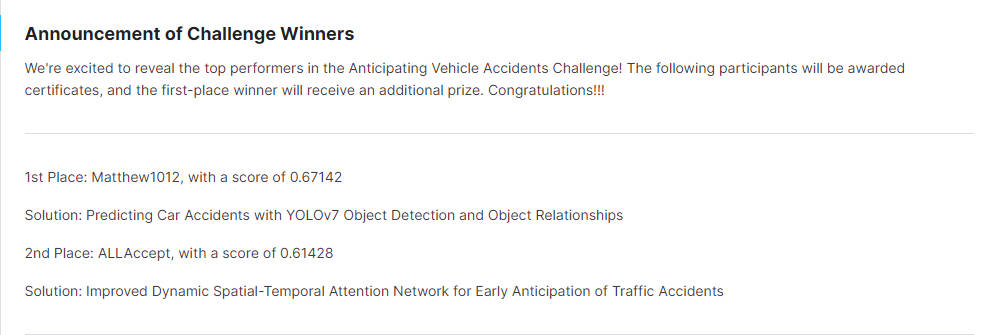 Announcement of Challenge Winners
We're excited to reveal the top performers in the Anticipating Vehicle Accidents Challenge! The following participants will be awarded
certificates, and the first-place winner will receive an additional prize. Congratulations!!!
1st Place: Matthew1012, with a score of 0.67142
Solution: Predicting Car Accidents with YOLOv7 Object Detection and Object Relationships
2nd Place: ALLAccept, with a score of 0.61428
Solution: Improved Dynamic Spatial-Temporal Attention Network for Early Anticipation of Traffic Accidents